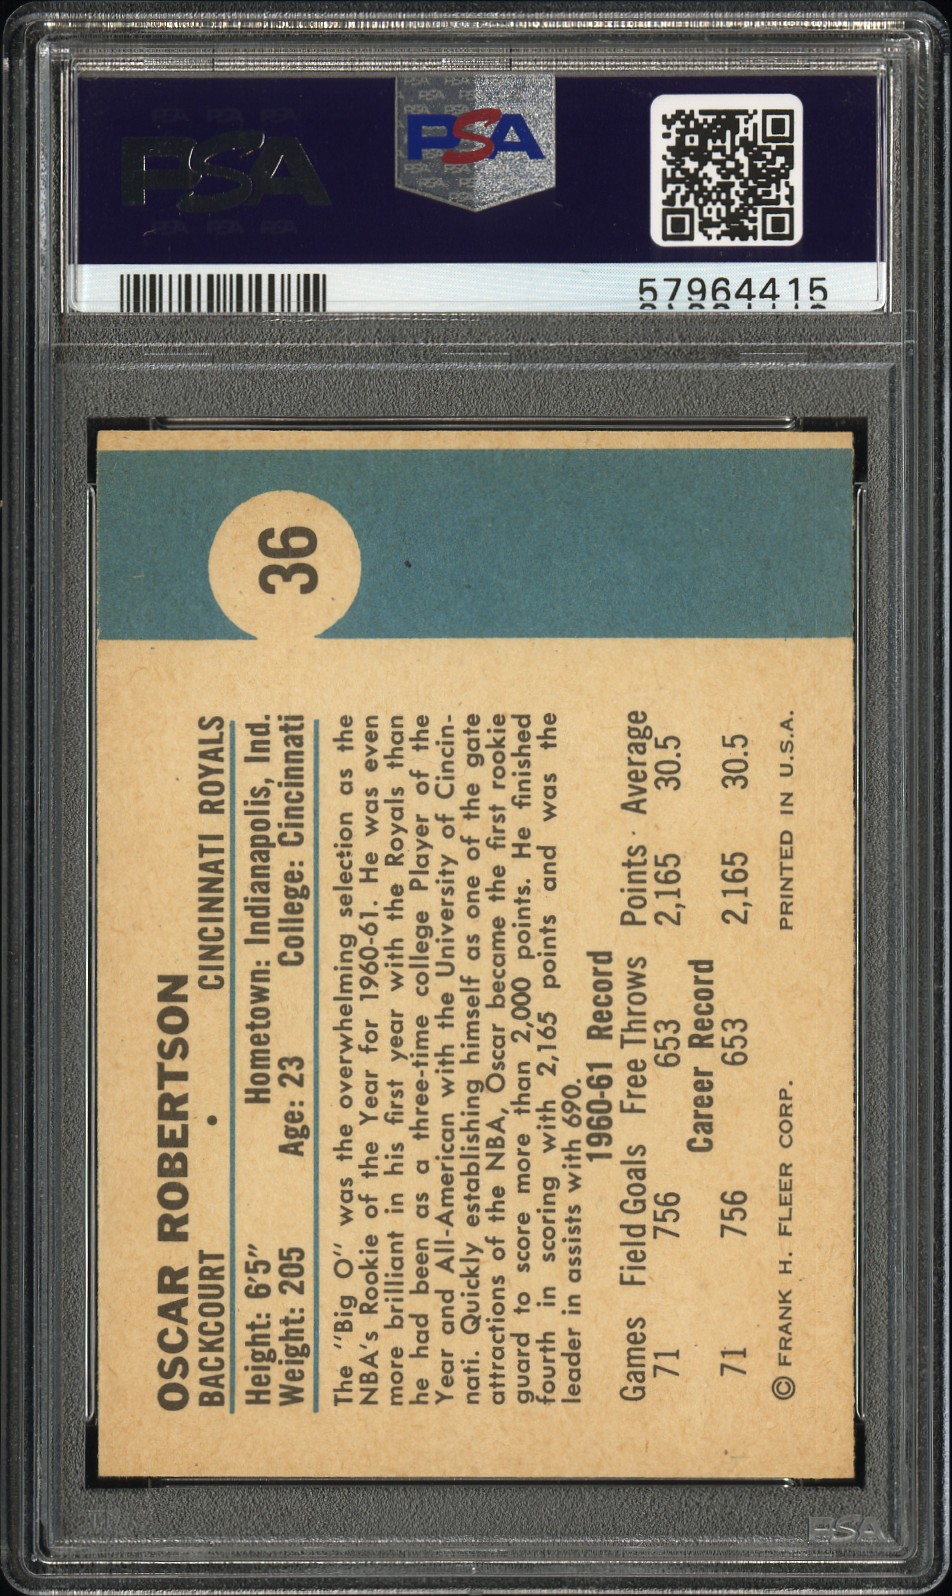 PSA
PSA
57964415
36
OSCAR ROBERTSON
BACKCOURT • CINCINNATI ROYALS
Height: 6'5" Hometown: Indianapolis, Ind.
Weight: 205 Age: 23 College: Cincinnati
The "Big O" was the overwhelming selection as the
NBA's Rookie of the Year for 1960-61. He was even
more brilliant in his first year with the Royals than
he had been as a three-time college Player of the
Year and All-American with the University of Cincin-
nati. Quickly establishing himself as one of the gate
attractions of the NBA, Oscar became the first rookie
guard to score more than 2,000 points. He finished
fourth in scoring with 2,165 points and was the
leader in assists with 690.
1960-61 Record
Games Field Goals Free Throws Points Average
71 756 653 2,165 30.5
Career Record
71 756 653 2,165 30.5
© FRANK H. FLEER CORP. PRINTED IN U.S.A.
PSA